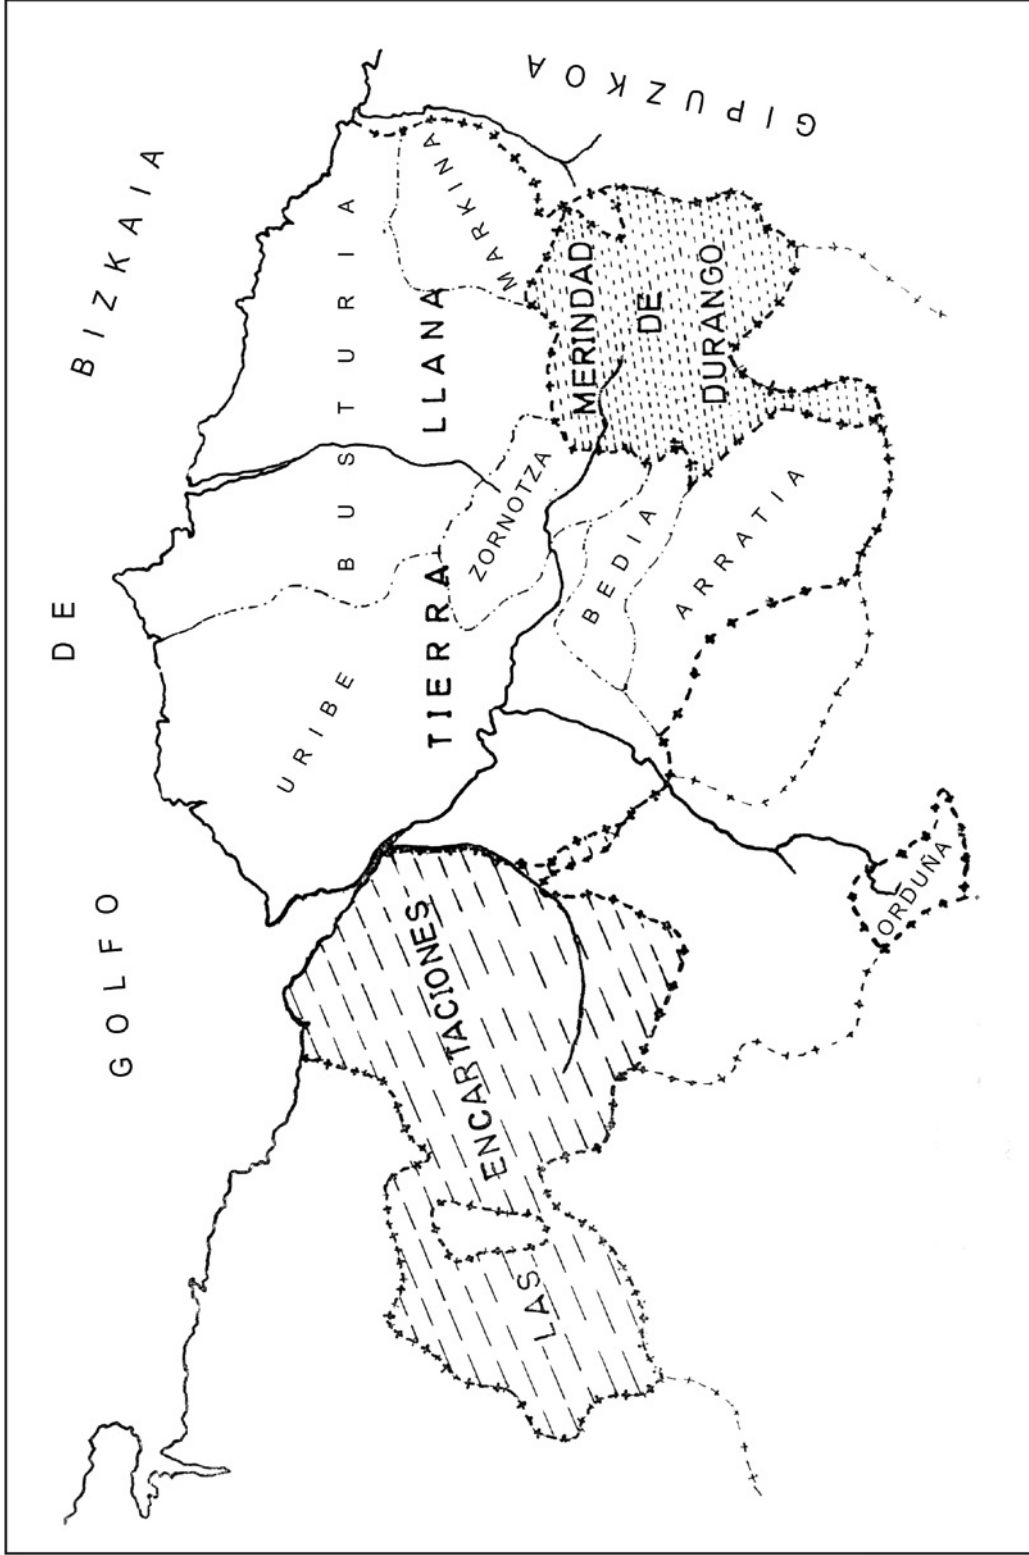 GOLFO DE BIZKAIA
GIPUZKOA
BUSTURIA
MARKINA
URIBE
TIERRA LLANA
ZORNOTZA
BEDIA
ARRATIA
MERINDAD
DE
DURANGO
LAS ENCARTACIONES
ORDUÑA